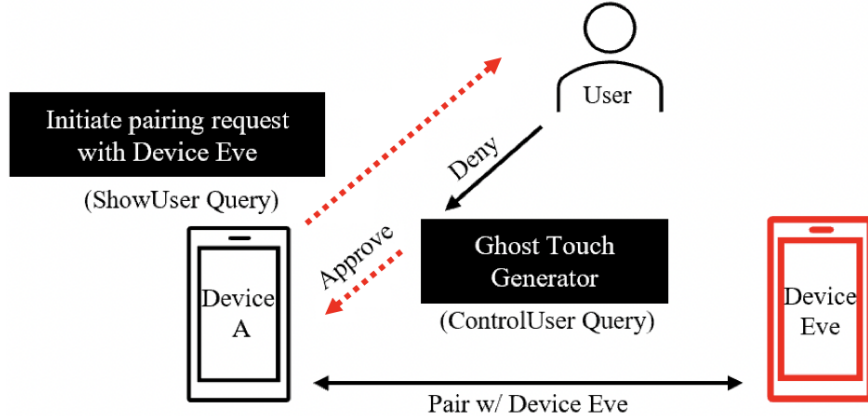 User
Initiate pairing request
with Device Eve
(ShowUser Query)
Deny
Approve
Ghost Touch
Generator
(ControlUser Query)
Device
A
Device
Eve
Pair w/ Device Eve